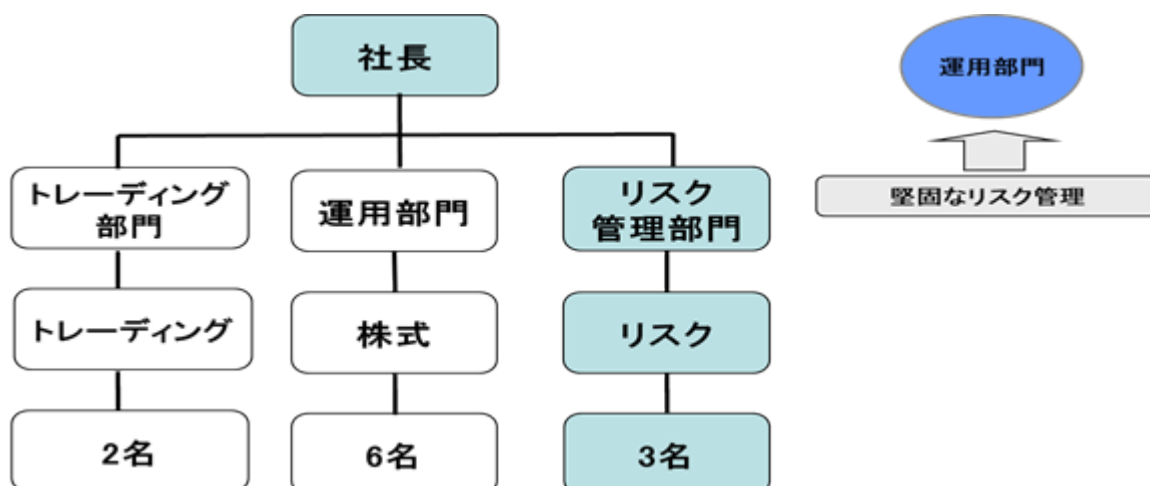 社長
トレーディング
部門
運用部門
リスク
管理部門
トレーディング
株式
リスク
2名
6名
3名
運用部門
堅固なリスク管理